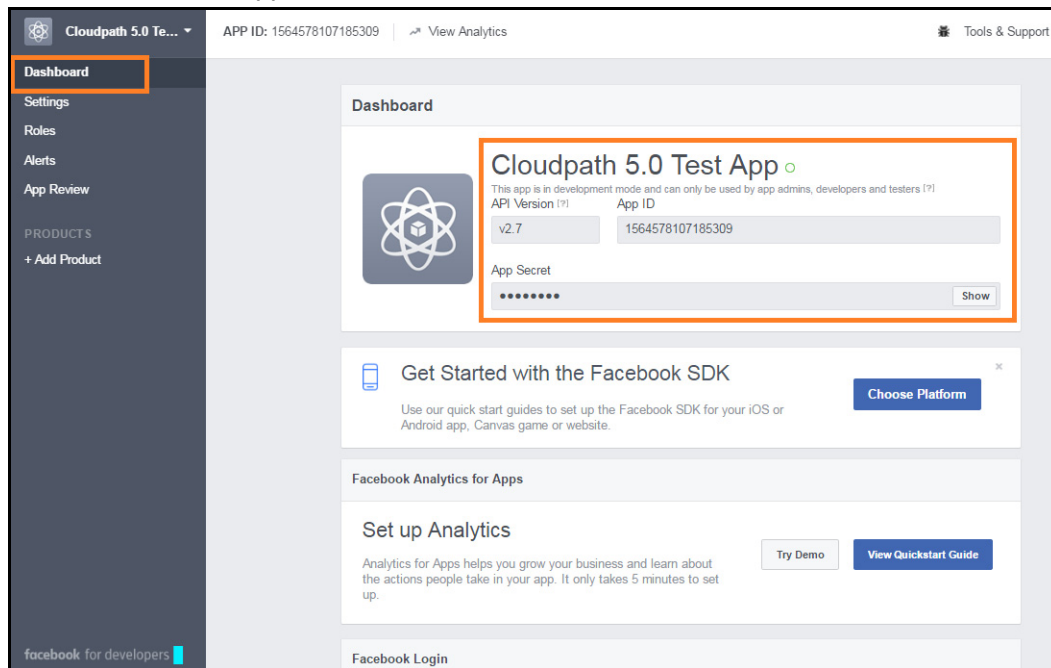 Cloudpath 5.0 Te...
APP ID: 1564578107185309
View Analytics
Tools & Support
Dashboard
Settings
Roles
Alerts
App Review
PRODUCTS
+ Add Product
Dashboard
Cloudpath 5.0 Test App
This app is in development mode and can only be used by app admins, developers and testers [?]
API Version [?]
App ID
v2.7
1564578107185309
App Secret
●●●●●●●●
Show
Get Started with the Facebook SDK
Use our quick start guides to set up the Facebook SDK for your iOS or
Android app, Canvas game or website.
Choose Platform
×
Facebook Analytics for Apps
Set up Analytics
Analytics for Apps helps you grow your business and learn about
the actions people take in your app. It only takes 5 minutes to set
up.
Try Demo
View Quickstart Guide
Facebook Login
facebook for developers